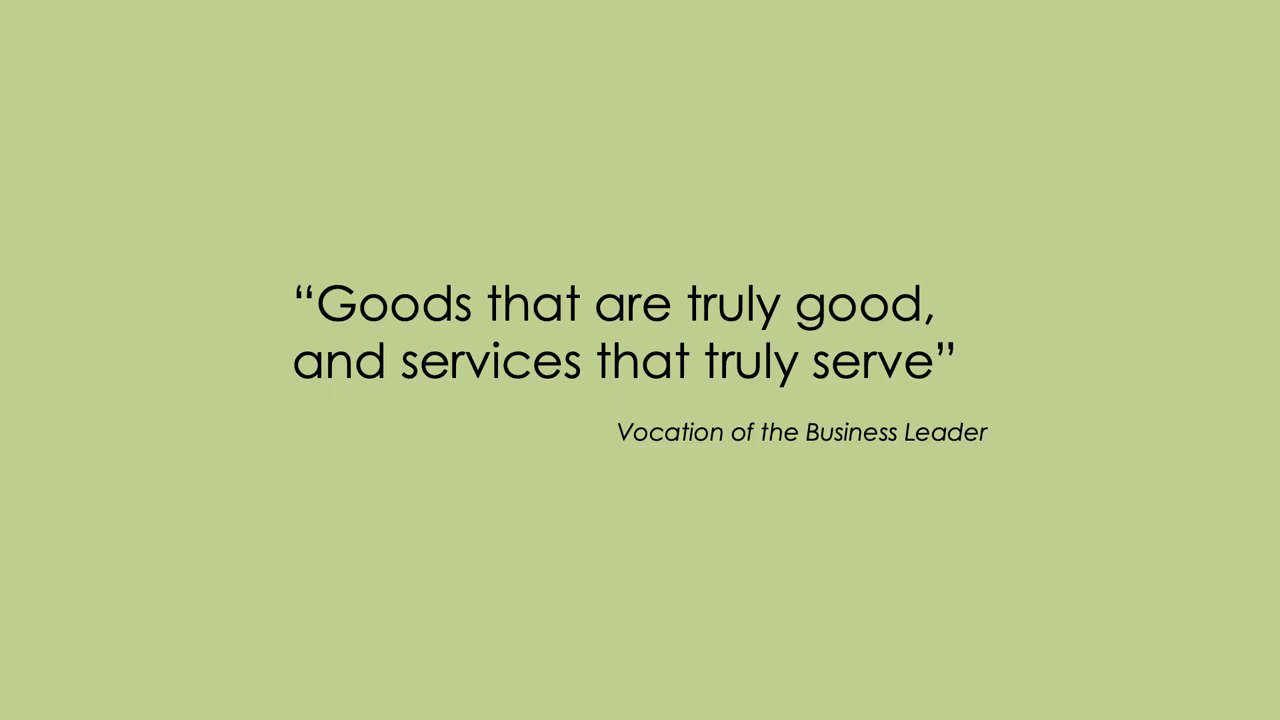 “Goods that are truly good,
and services that truly serve”
Vocation of the Business Leader